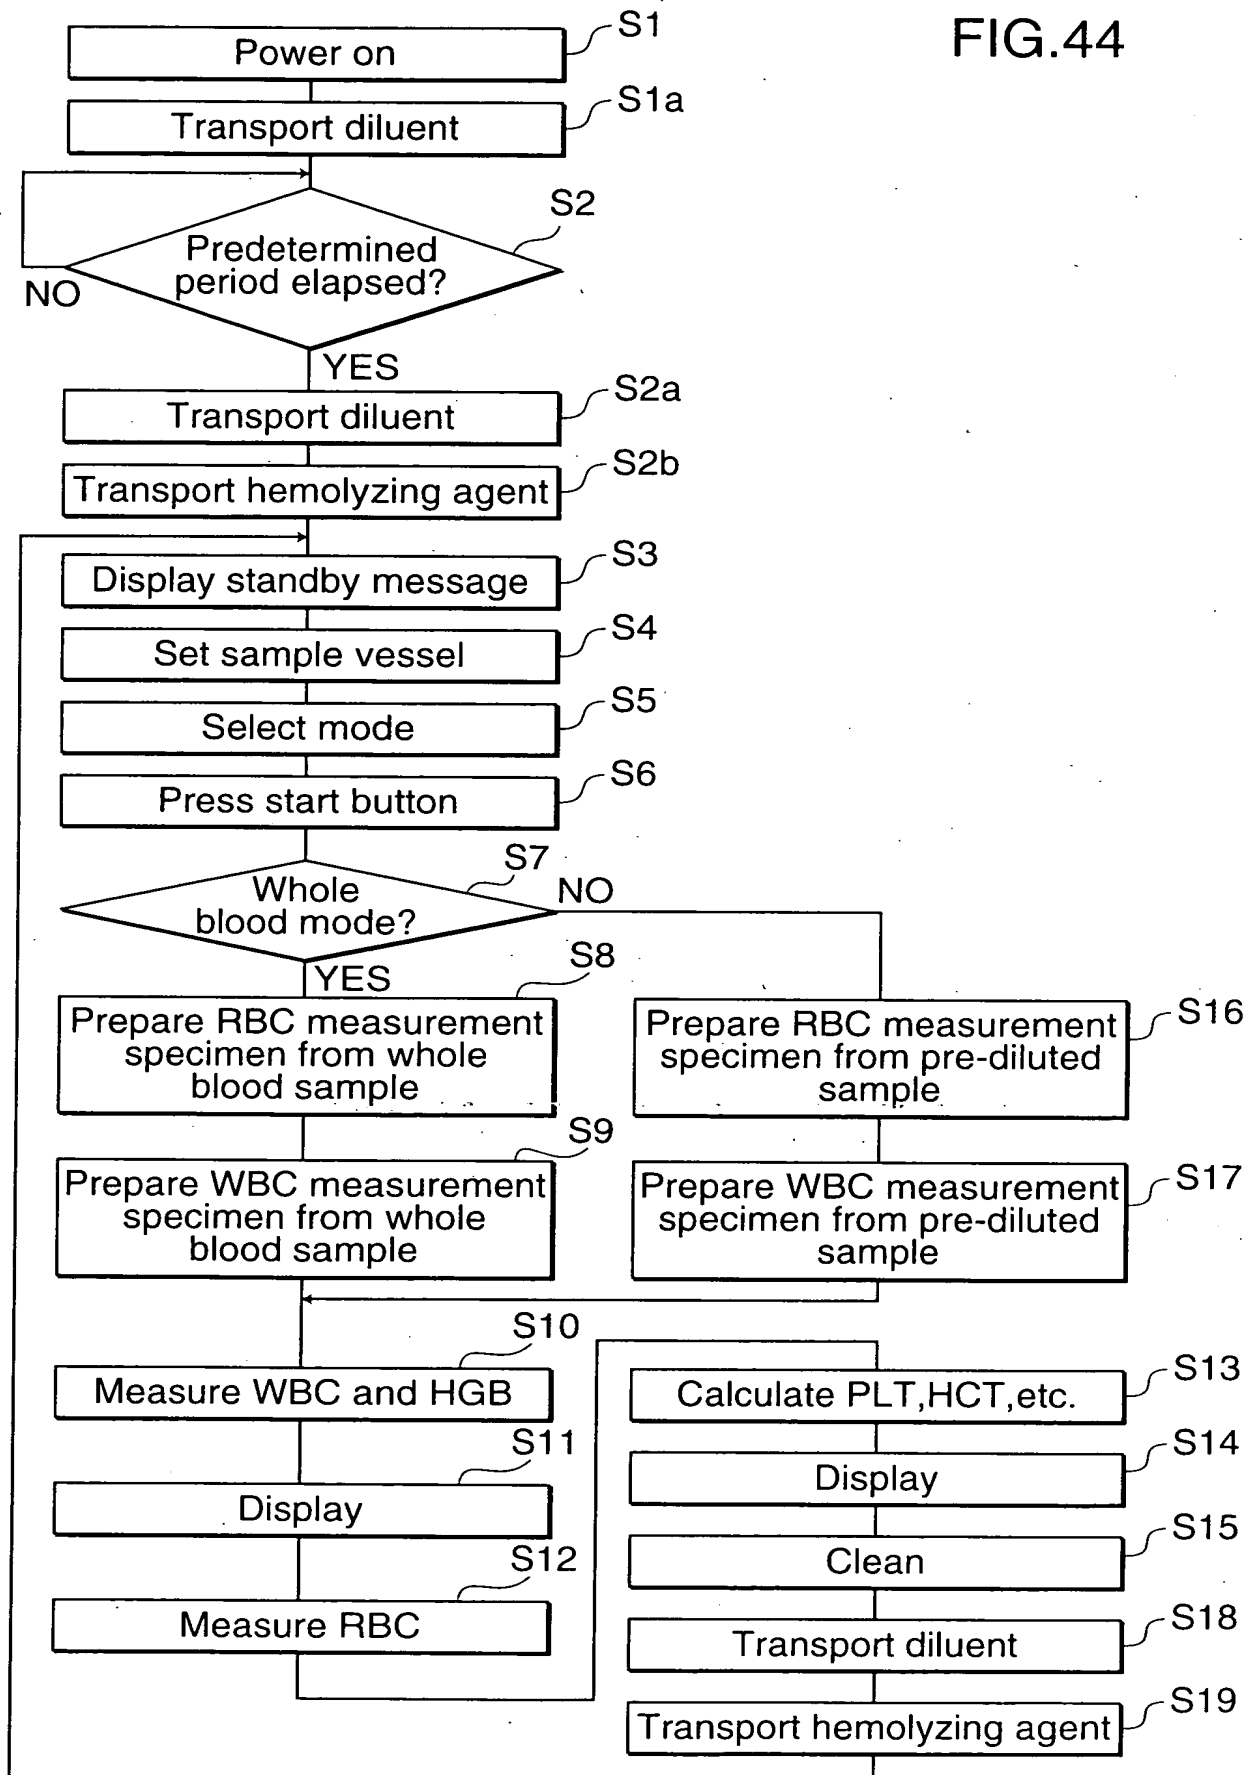 FIG.44
S1
Power on
S1a
Transport diluent
S2
Predetermined
period elapsed?
NO
YES
S2a
Transport diluent
S2b
Transport hemolyzing agent
S3
Display standby message
S4
Set sample vessel
S5
Select mode
S6
Press start button
S7
Whole
blood mode?
NO
YES
S8
Prepare RBC measurement
specimen from whole
blood sample
S9
Prepare WBC measurement
specimen from whole
blood sample
S16
Prepare RBC measurement
specimen from pre-diluted
sample
S17
Prepare WBC measurement
specimen from pre-diluted
sample
S10
Measure WBC and HGB
S11
Display
S12
Measure RBC
S13
Calculate PLT,HCT,etc.
S14
Display
S15
Clean
S18
Transport diluent
S19
Transport hemolyzing agent